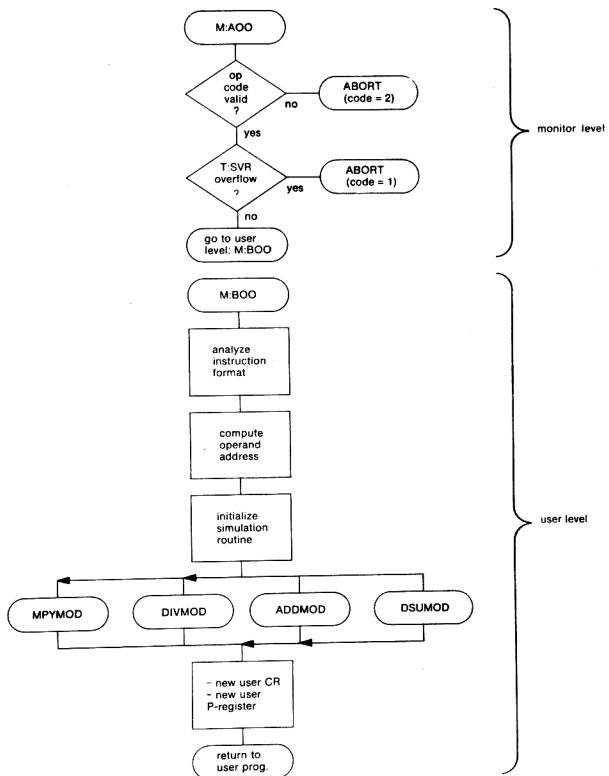 M:AOO
op
code
valid
?
no
ABORT
(code = 2)
yes
monitor level
T:SVR
overflow
?
yes
ABORT
(code = 1)
no
go to user
level: M:BOO
M:BOO
analyze
instruction
format
compute
operand
address
initialize
simulation
routine
user level
MPYMOD
DIVMOD
ADDMOD
DSUMOD
- new user CR
- new user
P-register
return to
user prog.